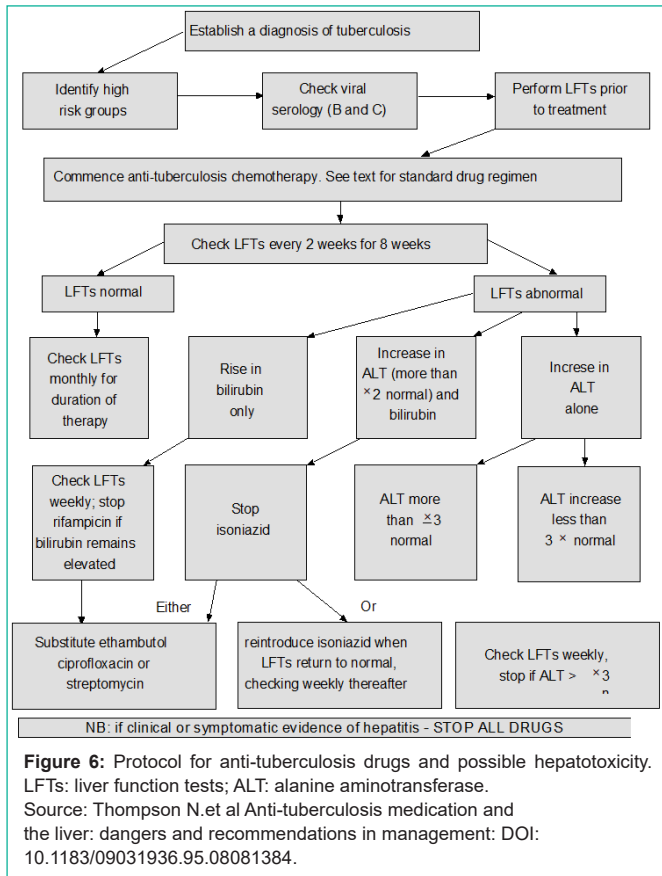 Establish a diagnosis of tuberculosis
Identify high
risk groups
Check viral
serology (B and C)
Perform LFTs prior
to treatment
Commence anti-tuberculosis chemotherapy. See text for standard drug regimen
Check LFTs every 2 weeks for 8 weeks
LFTs normal
LFTs abnormal
Check LFTs
monthly for
duration of
therapy
Rise in
bilirubin
only
Increase in
ALT (more than
×2 normal) and
bilirubin
Increse in
ALT
alone
Check LFTs
weekly; stop
rifampicin if
bilirubin remains
elevated
Stop
isoniazid
ALT more
than ×3
normal
ALT increase
less than
3 × normal
Either
Or
Substitute ethambutol
ciprofloxacin or
streptomycin
reintroduce isoniazid when
LFTs return to normal,
checking weekly thereafter
Check LFTs weekly,
stop if ALT > ×3
NB: if clinical or symptomatic evidence of hepatitis - STOP ALL DRUGS
Figure 6: Protocol for anti-tuberculosis drugs and possible hepatotoxicity.
LFTs: liver function tests; ALT: alanine aminotransferase.
Source: Thompson N.et al Anti-tuberculosis medication and
the liver: dangers and recommendations in management: DOI:
10.1183/09031936.95.08081384.